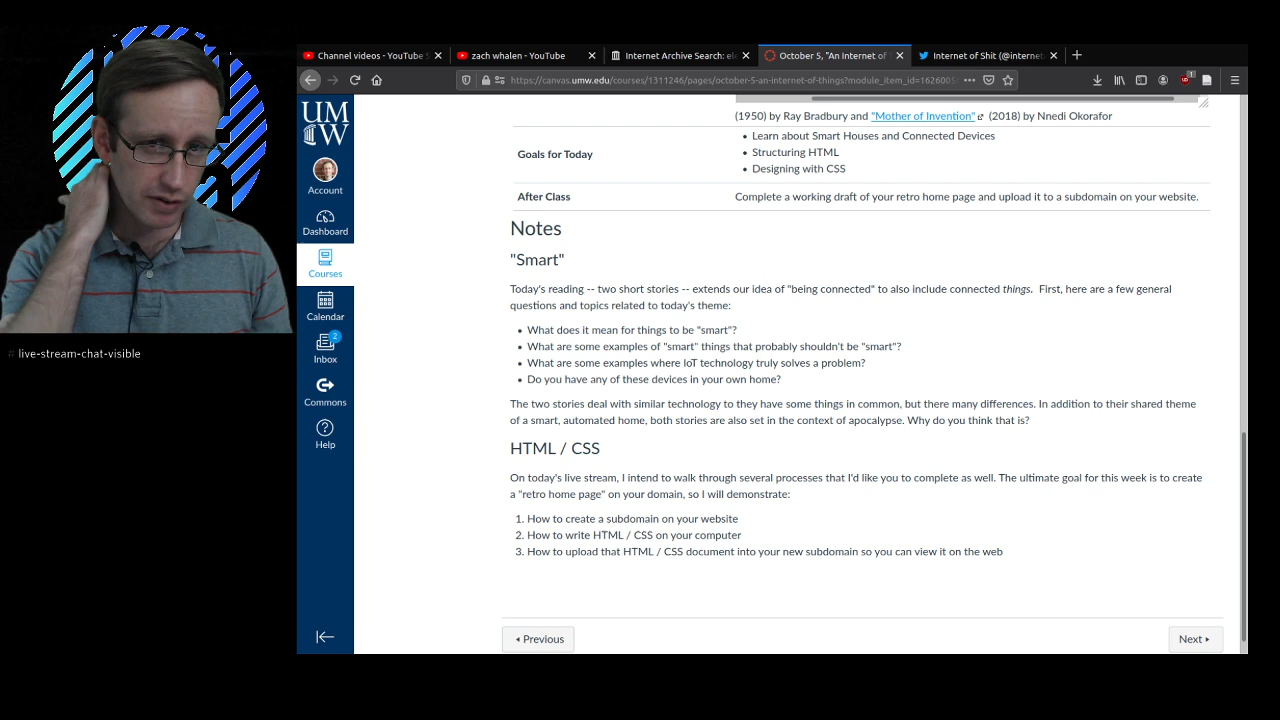 Channel videos - YouTube S
zach whalen - YouTube
Internet Archive Search: ele
October 5, "An Internet of
Internet of Shit (@internet
https://canvas.umw.edu/courses/1311246/pages/october-5-an-internet-of-things?module_item_id=1626005
1
UMW
Account
Dashboard
Courses
Calendar
2
Inbox
Commons
Help
(1950) by Ray Bradbury and "Mother of Invention" (2018) by Nnedi Okorafor
Goals for Today
• Learn about Smart Houses and Connected Devices
• Structuring HTML
• Designing with CSS
After Class
Complete a working draft of your retro home page and upload it to a subdomain on your website.
Notes
"Smart"
Today's reading -- two short stories -- extends our idea of "being connected" to also include connected things. First, here are a few general
questions and topics related to today's theme:
• What does it mean for things to be "smart"?
• What are some examples of "smart" things that probably shouldn't be "smart"?
• What are some examples where IoT technology truly solves a problem?
• Do you have any of these devices in your own home?
The two stories deal with similar technology to they have some things in common, but there many differences. In addition to their shared theme
of a smart, automated home, both stories are also set in the context of apocalypse. Why do you think that is?
HTML / CSS
On today's live stream, I intend to walk through several processes that I'd like you to complete as well. The ultimate goal for this week is to create
a "retro home page" on your domain, so I will demonstrate:
1. How to create a subdomain on your website
2. How to write HTML / CSS on your computer
3. How to upload that HTML / CSS document into your new subdomain so you can view it on the web
Previous
Next
# live-stream-chat-visible